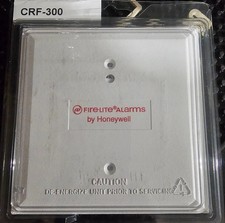 CRF-300
FIRE•LITE® ALARMS
by Honeywell
CAUTION
DE-ENERGIZE UNIT PRIOR TO SERVICING